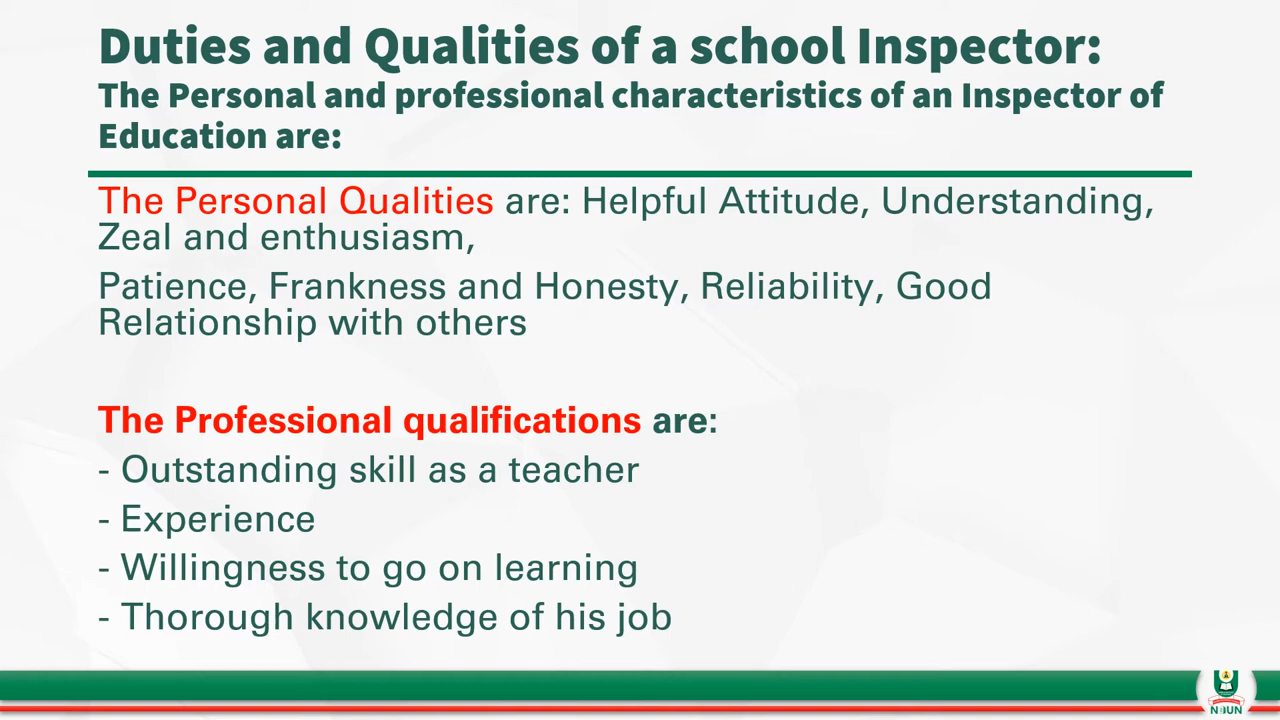 Duties and Qualities of a school Inspector:
The Personal and professional characteristics of an Inspector of
Education are:
The Personal Qualities are: Helpful Attitude, Understanding,
Zeal and enthusiasm,
Patience, Frankness and Honesty, Reliability, Good
Relationship with others
The Professional qualifications are:
- Outstanding skill as a teacher
- Experience
- Willingness to go on learning
- Thorough knowledge of his job
NOUN